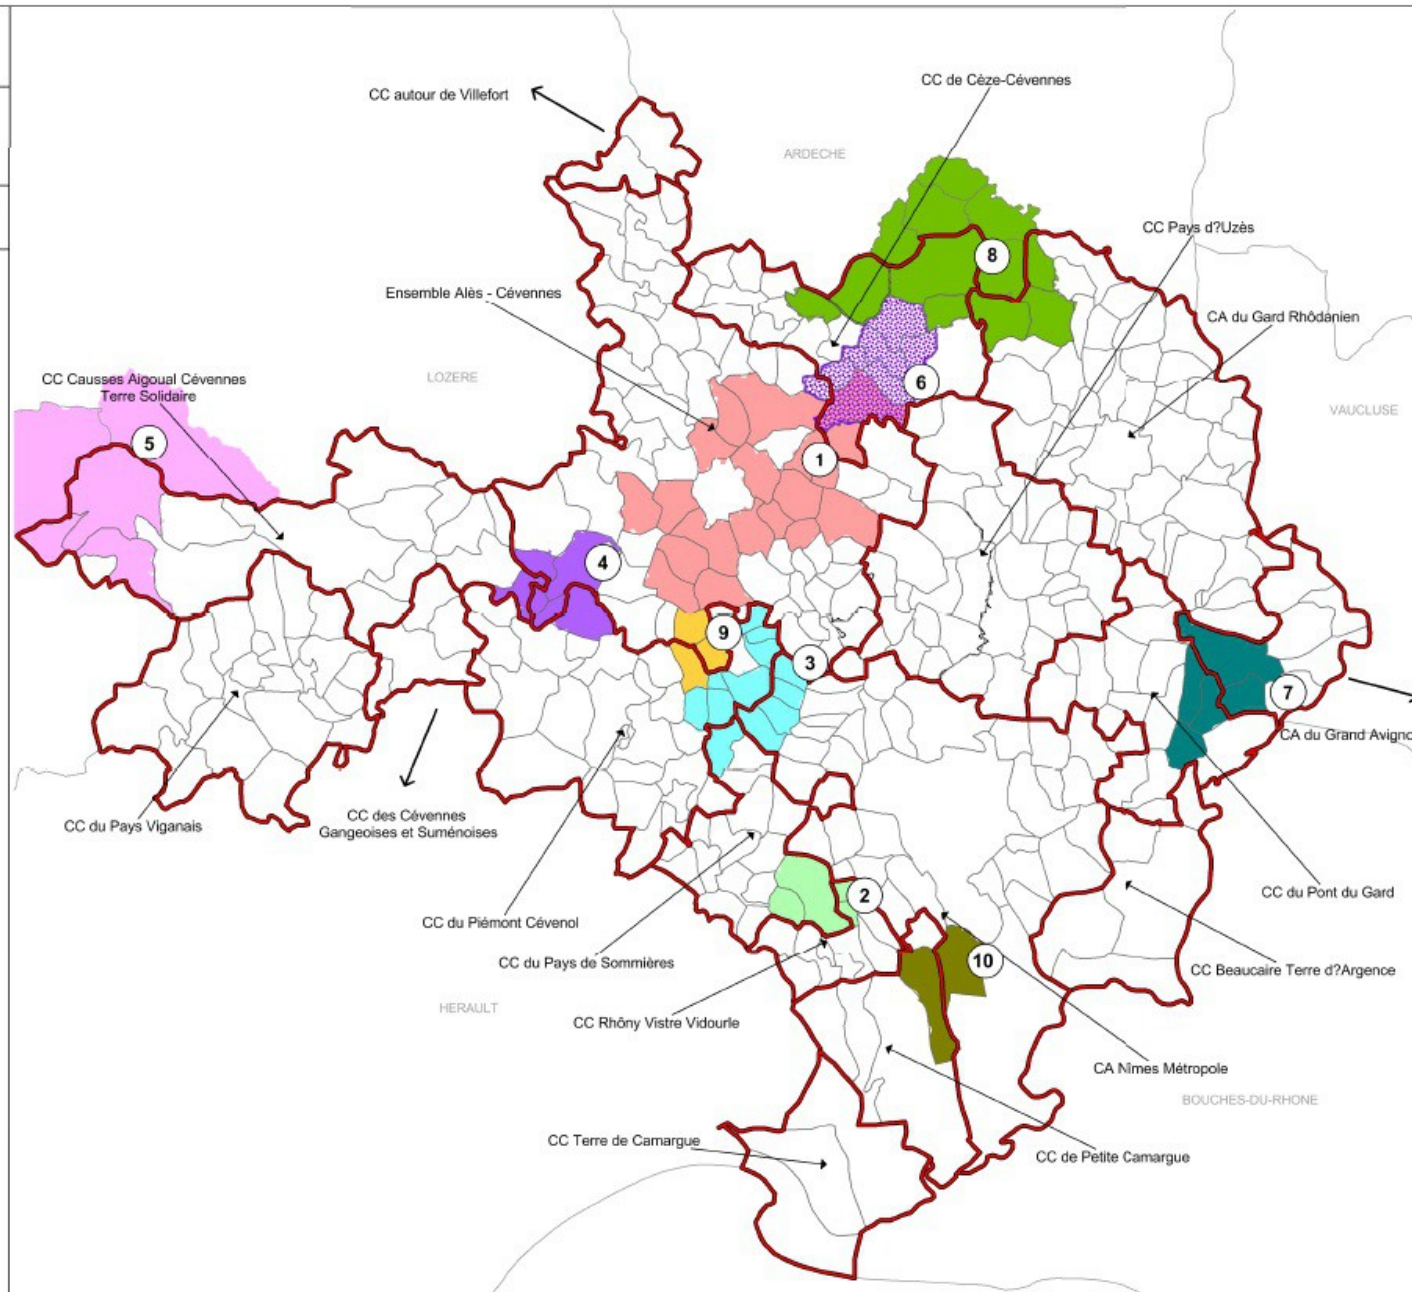 CC de Cèze-Cévennes
CC autour de Villefort
ARDECHE
CC Pays d?Uzès
8
Ensemble Alès - Cévennes
CA du Gard Rhôdanien
LOZERE
CC Causses Aigoual Cévennes
Terre Solidaire
6
VAUCLUSE
5
1
4
9
3
7
CA du Grand Avigno
CC des Cévennes
Gangeoises et Suménoises
CC du Pays Viganais
2
CC du Pont du Gard
CC du Piémont Cévenol
CC du Pays de Sommières
10
CC Beaucaire Terre d?Argence
HERAULT
CC Rhôny Vistre Vidourle
CA Nîmes Métropole
BOUCHES-DU-RHONE
CC Terre de Camargue
CC de Petite Camargue